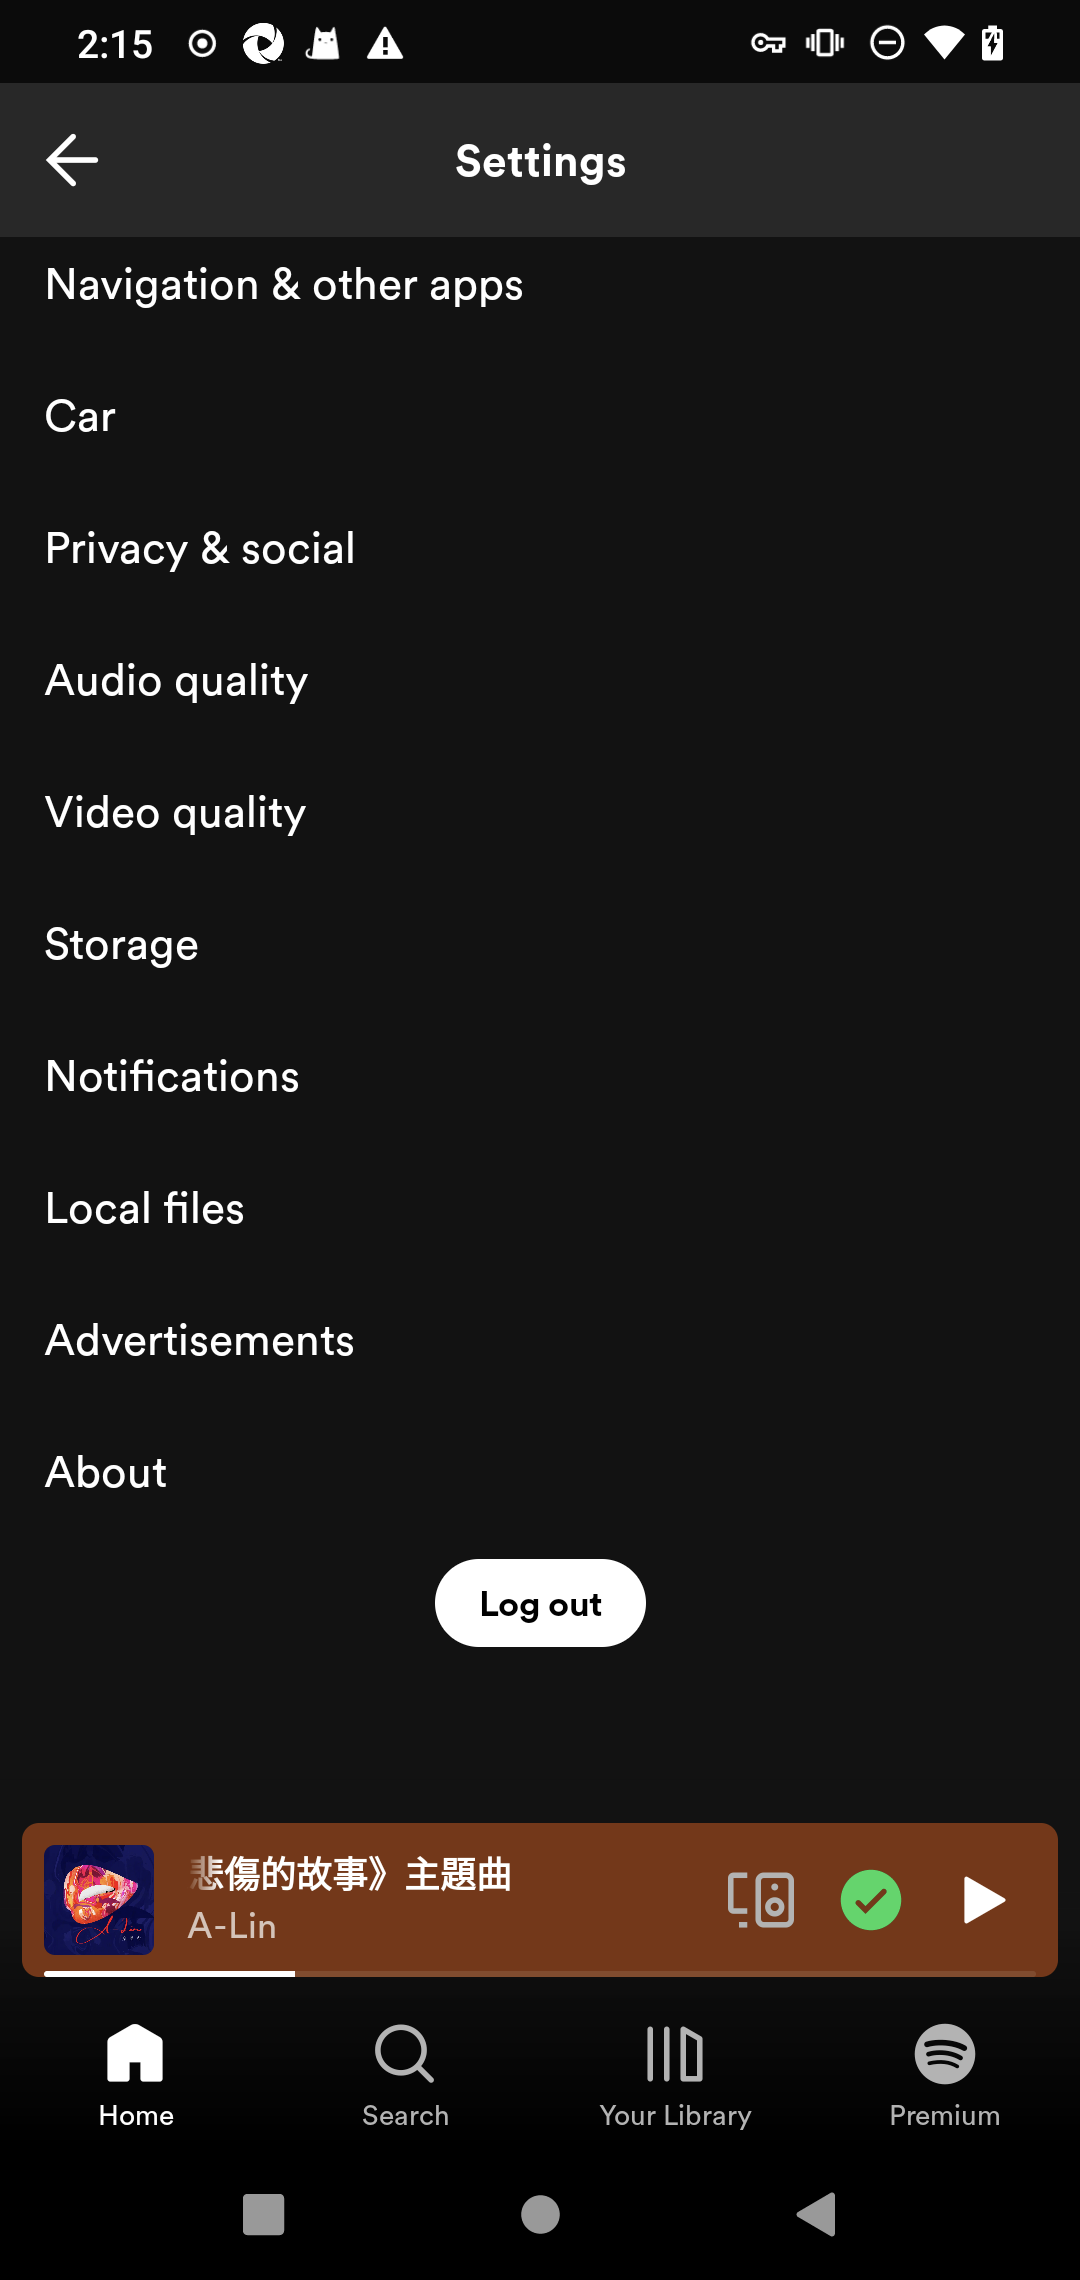 2:15
Settings
Navigation & other apps
Car
Privacy & social
Audio quality
Video quality
Storage
Notifications
Local files
Advertisements
About
Log out
悲傷的故事》主題曲
A-Lin
Home
Search
Your Library
Premium